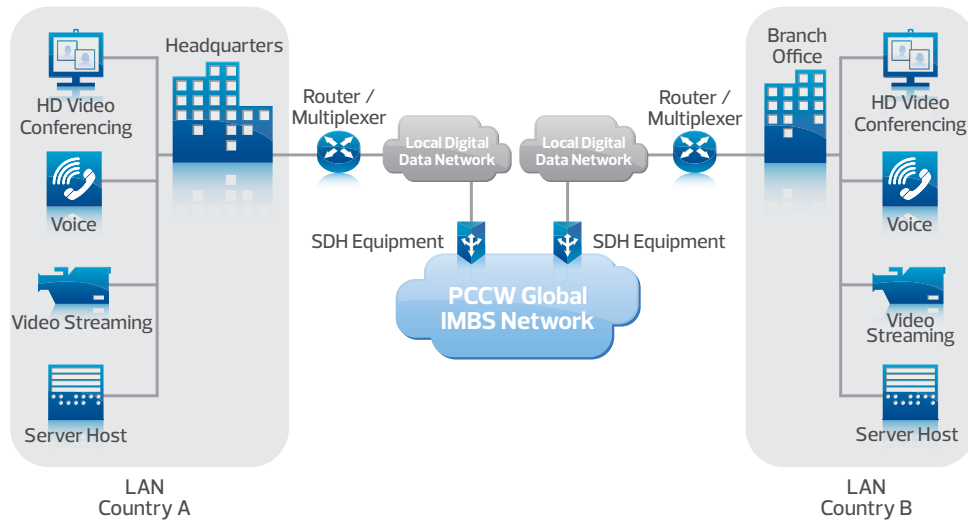 Headquarters
HD Video
Conferencing
Voice
Video Streaming
Server Host
LAN
Country A
Router /
Multiplexer
Local Digital
Data Network
SDH Equipment
PCCW Global
IMBS Network
Local Digital
Data Network
SDH Equipment
Router /
Multiplexer
Branch
Office
HD Video
Conferencing
Voice
Video
Streaming
Server Host
LAN
Country B